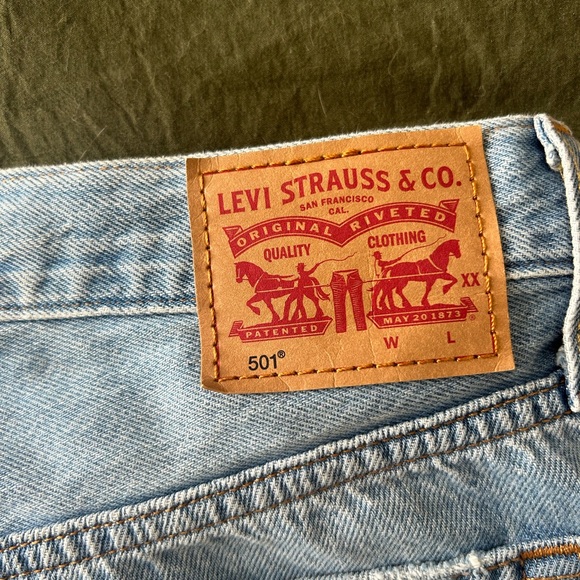 LEVI STRAUSS & CO.
SAN FRANCISCO
CAL.
ORIGINAL RIVETED
QUALITY CLOTHING
XX
PATENTED MAY 20 1873
501® W L